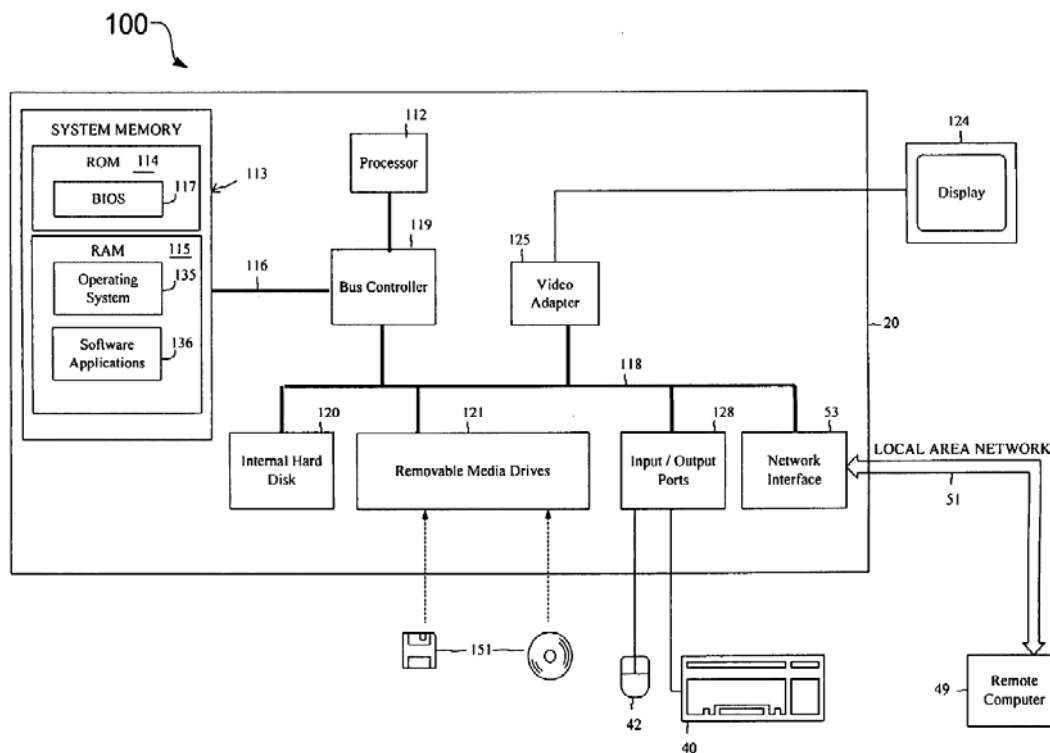 100
SYSTEM MEMORY
ROM 114
117
BIOS
113
RAM 115
Operating
System
135
Software
Applications
136
116
112
Processor
119
Bus Controller
125
Video
Adapter
124
Display
20
118
120
Internal Hard
Disk
121
Removable Media Drives
128
Input / Output
Ports
53
Network
Interface
LOCAL AREA NETWORK
51
151
42
40
49
Remote
Computer